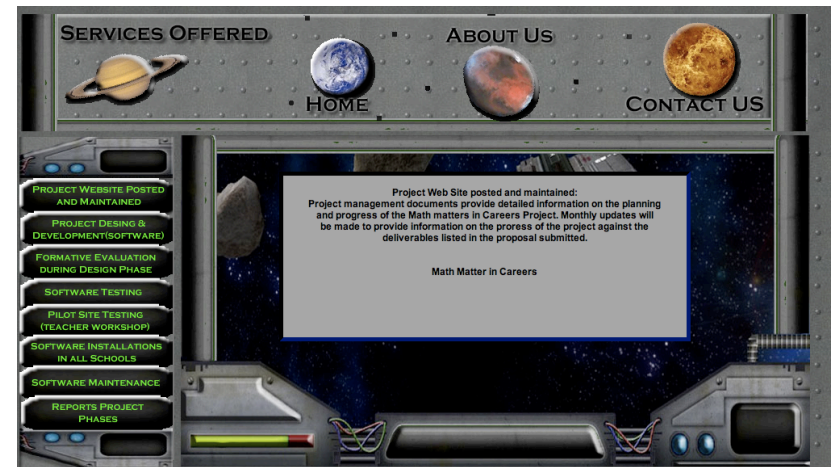 SERVICES OFFERED
HOME
ABOUT US
CONTACT US
PROJECT WEBSITE POSTED
AND MAINTAINED
PROJECT DESING &
DEVELOPMENT(SOFTWARE)
FORMATIVE EVALUATION
DURING DESIGN PHASE
SOFTWARE TESTING
PILOT SITE TESTING
(TEACHER WORKSHOP)
SOFTWARE INSTALLATIONS
IN ALL SCHOOLS
SOFTWARE MAINTENANCE
REPORTS PROJECT
PHASES
Project Web Site posted and maintained:
Project management documents provide detailed information on the planning
and progress of the Math matters in Careers Project. Monthly updates will
be made to provide information on the proress of the project against the
deliverables listed in the proposal submitted.
Math Matter in Careers